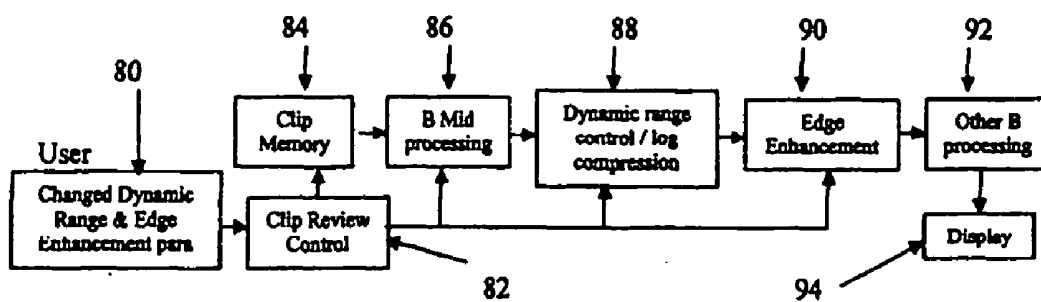 84
86
88
90
92
80
Clip
Memory
B Mid
processing
Dynamic range
control / log
compression
Edge
Enhancement
Other B
processing
User
Changed Dynamic
Range & Edge
Enhancement para
Clip Review
Control
Display
82
94